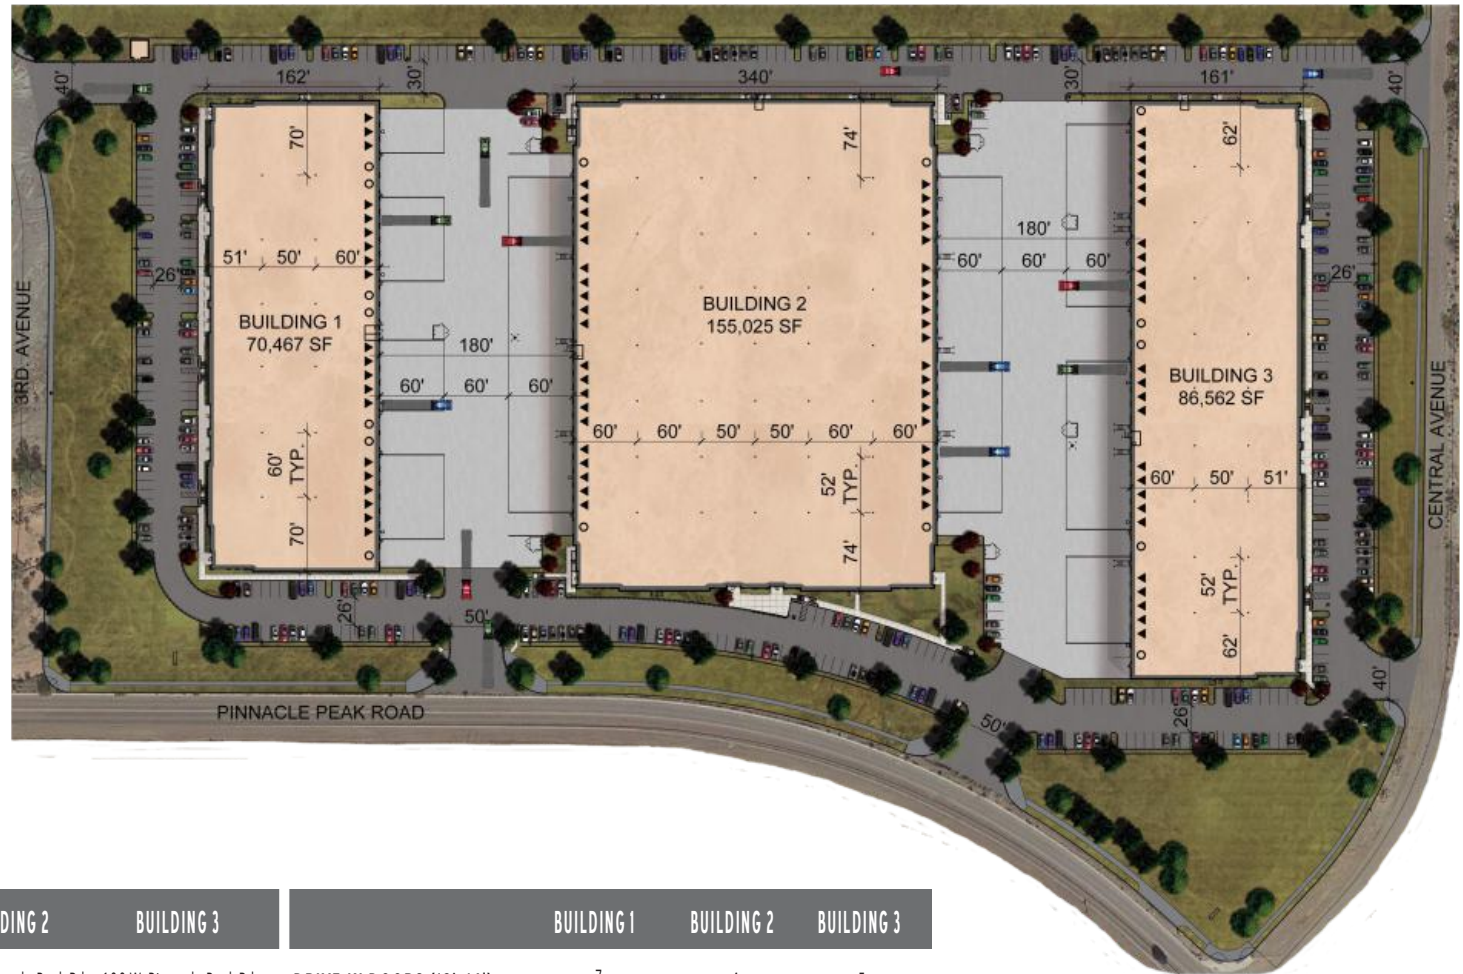 40'
162'
30'
340'
30'
161'
40'
70'
74'
62'
180'
51' 50' 60'
60' 60' 60'
26'
26'
3RD. AVENUE
BUILDING 1
70,467 SF
BUILDING 2
155,025 SF
180'
60' 60' 60'
BUILDING 3
86,562 SF
CENTRAL AVENUE
60' 60' 50' 50' 60' 60'
60'
TYP.
52'
TYP.
60' 50' 51'
70'
74'
52'
TYP.
62'
26'
50'
40'
PINNACLE PEAK ROAD
50'
26'
DING 2 BUILDING 3
BUILDING 1 BUILDING 2 BUILDING 3